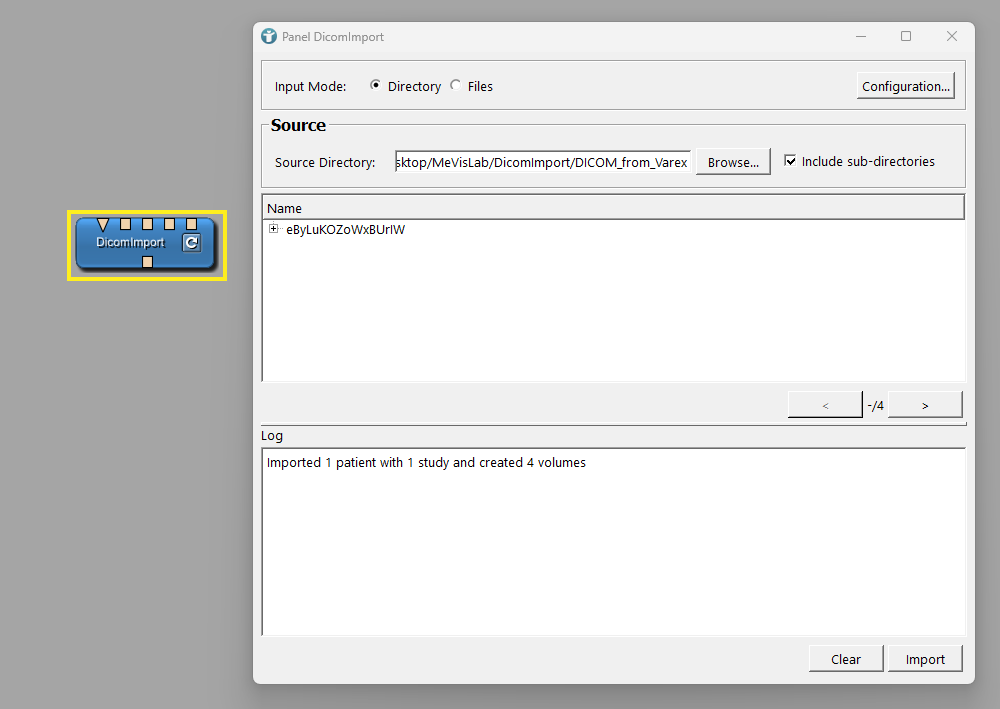 Panel DicomImport
Input Mode: Directory Files Configuration...
Source
Source Directory: sktop/MeVisLab/DicomImport/DICOM_from_Varex Browse... Include sub-directories
Name
eByLuKOZoWxBUrIW
DicomImport
< -/4 >
Log
Imported 1 patient with 1 study and created 4 volumes
Clear Import